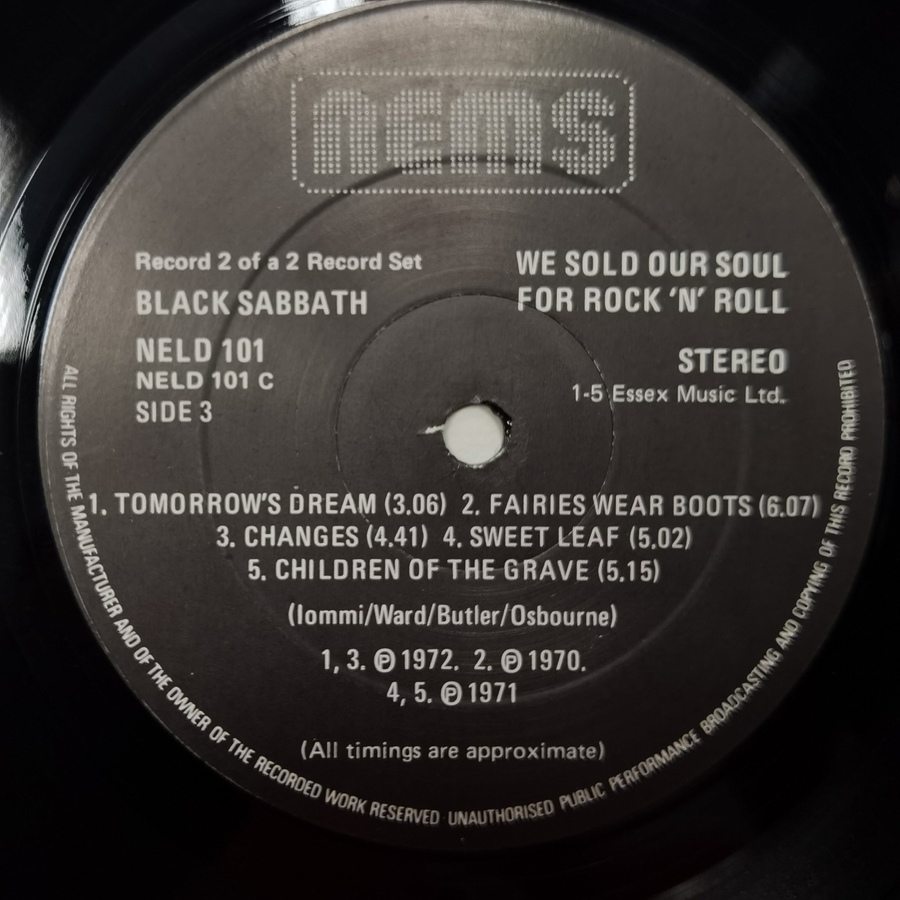 nems
Record 2 of a 2 Record Set
BLACK SABBATH
NELD 101
NELD 101 C
SIDE 3
WE SOLD OUR SOUL
FOR ROCK 'N' ROLL
STEREO
1-5 Essex Music Ltd.
1. TOMORROW'S DREAM (3.06) 2. FAIRIES WEAR BOOTS (6.07)
3. CHANGES (4.41) 4. SWEET LEAF (5.02)
5. CHILDREN OF THE GRAVE (5.15)
(Iommi/Ward/Butler/Osbourne)
1, 3. ℗ 1972. 2. ℗ 1970.
4, 5. ℗ 1971
(All timings are approximate)
ALL RIGHTS OF THE MANUFACTURER AND OF THE OWNER OF THE RECORDED WORK RESERVED UNAUTHORISED PUBLIC PERFORMANCE BROADCASTING AND COPYING OF THIS RECORD PROHIBITED